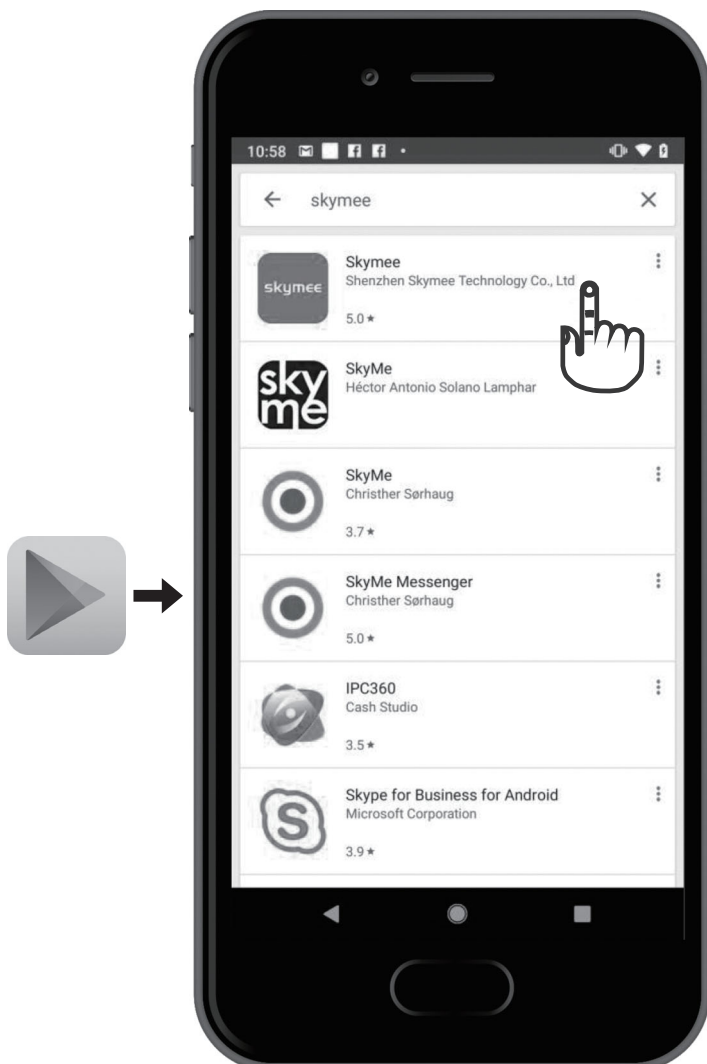 10:58
skymee
skymee
Skymee
Shenzhen Skymee Technology Co., Ltd
5.0 ★
sky
me
SkyMe
Héctor Antonio Solano Lamphar
SkyMe
Christher Sørhaug
3.7 ★
SkyMe Messenger
Christher Sørhaug
5.0 ★
IPC360
Cash Studio
3.5 ★
S
Skype for Business for Android
Microsoft Corporation
3.9 ★